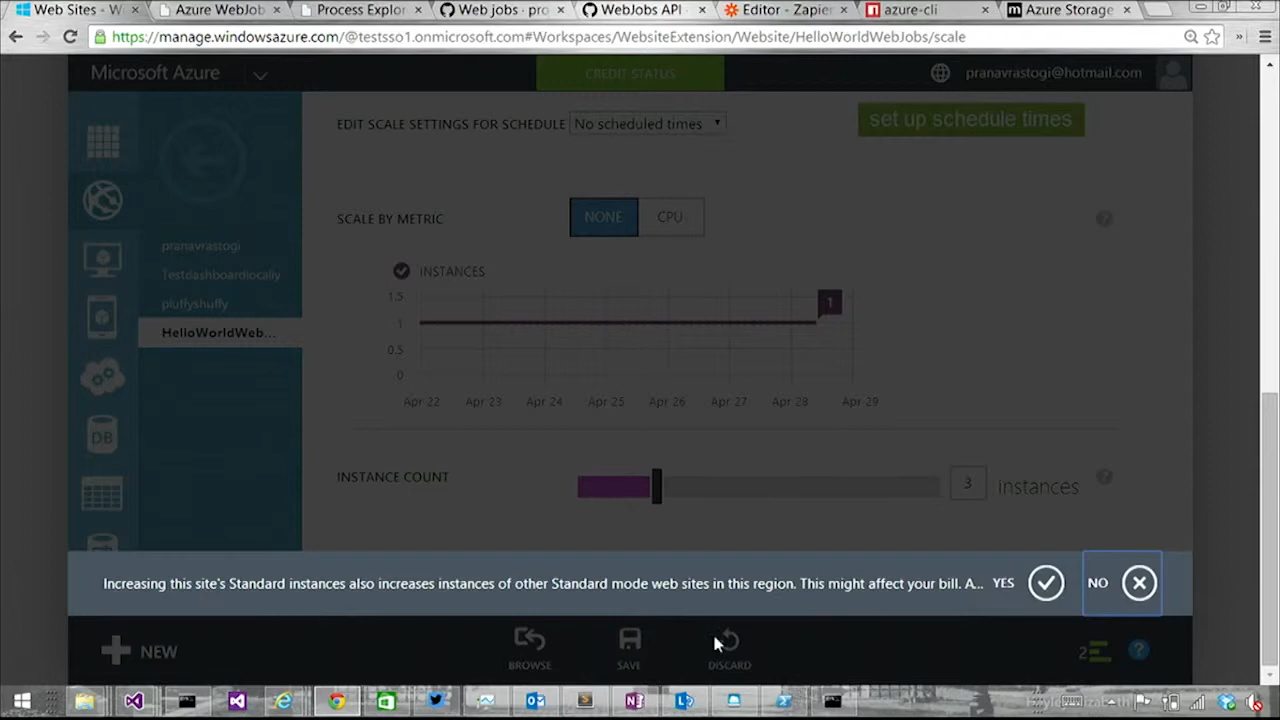 Web Sites - W
Azure WebJob
Process Explor
Web jobs · pro
WebJobs API ·
Editor - Zapier
azure-cli
Azure Storage
https://manage.windowsazure.com/@testsso1.onmicrosoft.com#Workspaces/WebsiteExtension/Website/HelloWorldWebJobs/scale
Microsoft Azure
CREDIT STATUS
pranavrastogi@hotmail.com
EDIT SCALE SETTINGS FOR SCHEDULE No scheduled times
set up schedule times
SCALE BY METRIC
NONE CPU
pranavrastogi
Testdashboardlocally
pluffyshuffy
HelloWorldWeb...
INSTANCES
1.5
1
0.5
0
1
Apr 22 Apr 23 Apr 24 Apr 25 Apr 26 Apr 27 Apr 28 Apr 29
DB
INSTANCE COUNT
3 instances
Increasing this site's Standard instances also increases instances of other Standard mode web sites in this region. This might affect your bill. A...
YES
NO
NEW
BROWSE
SAVE
DISCARD
2